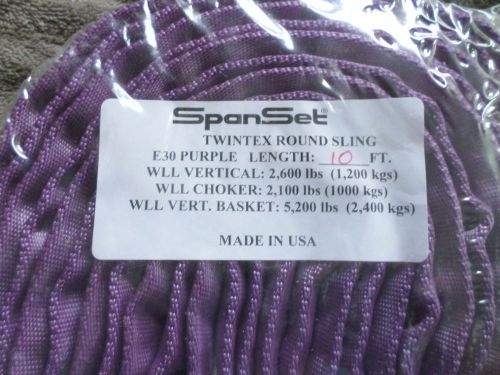 SpanSet®
TWINTEX ROUND SLING
E30 PURPLE LENGTH: 10 FT.
WLL VERTICAL: 2,600 lbs (1,200 kgs)
WLL CHOKER: 2,100 lbs (1000 kgs)
WLL VERT. BASKET: 5,200 lbs (2,400 kgs)
MADE IN USA